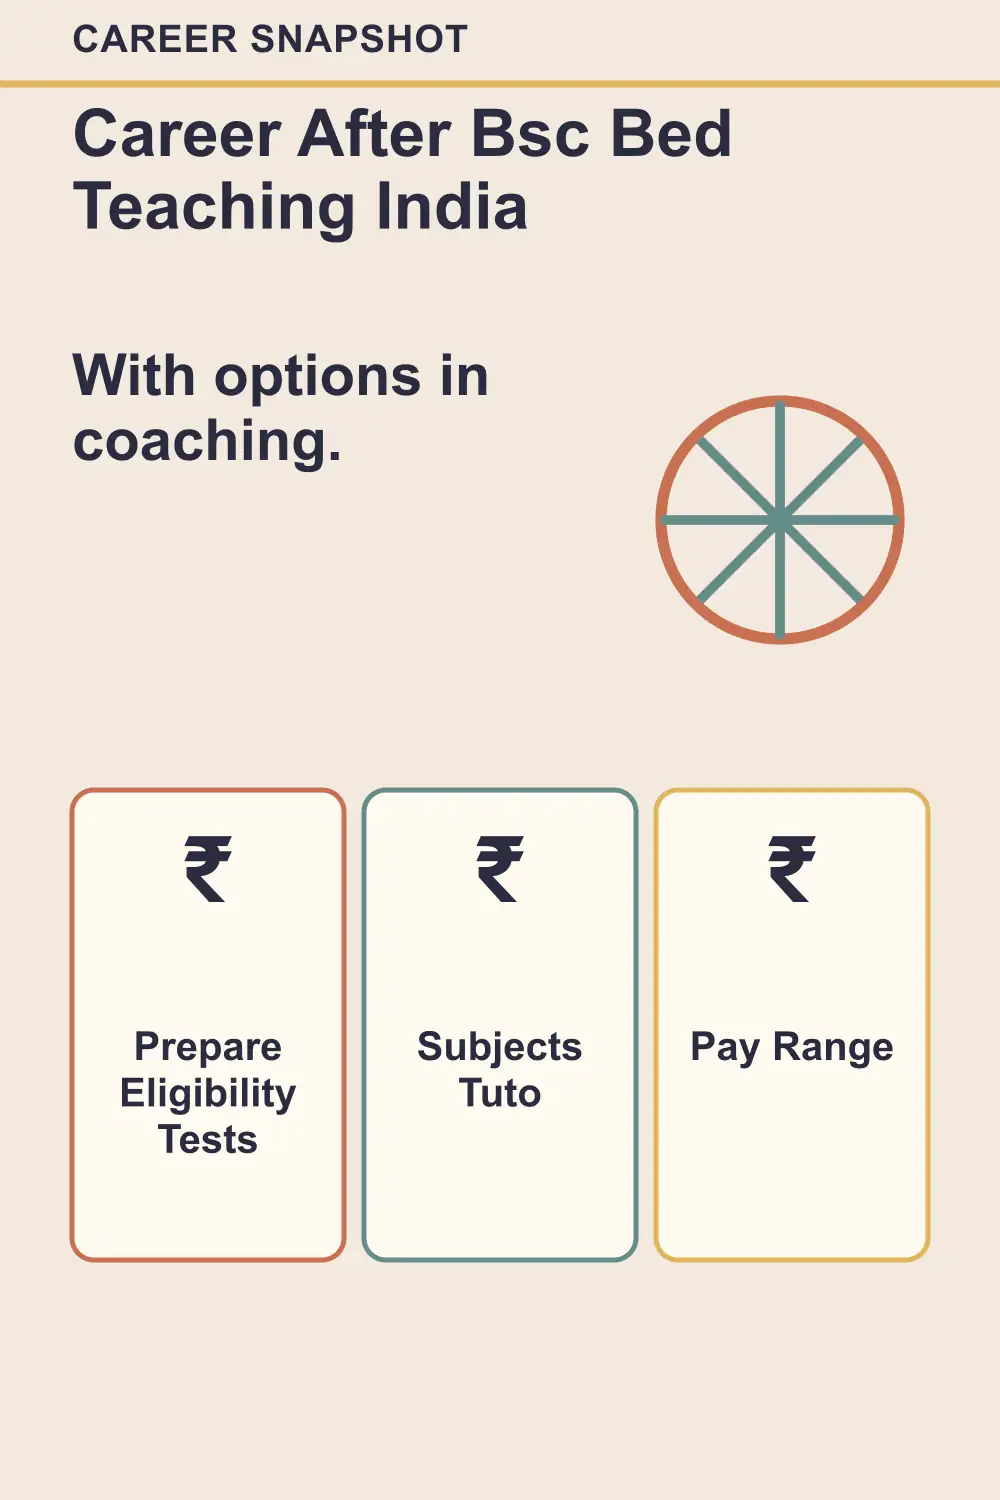 CAREER SNAPSHOT
Career After Bsc Bed
Teaching India
With options in
coaching.
₹
Prepare
Eligibility
Tests
₹
Subjects
Tuto
₹
Pay Range